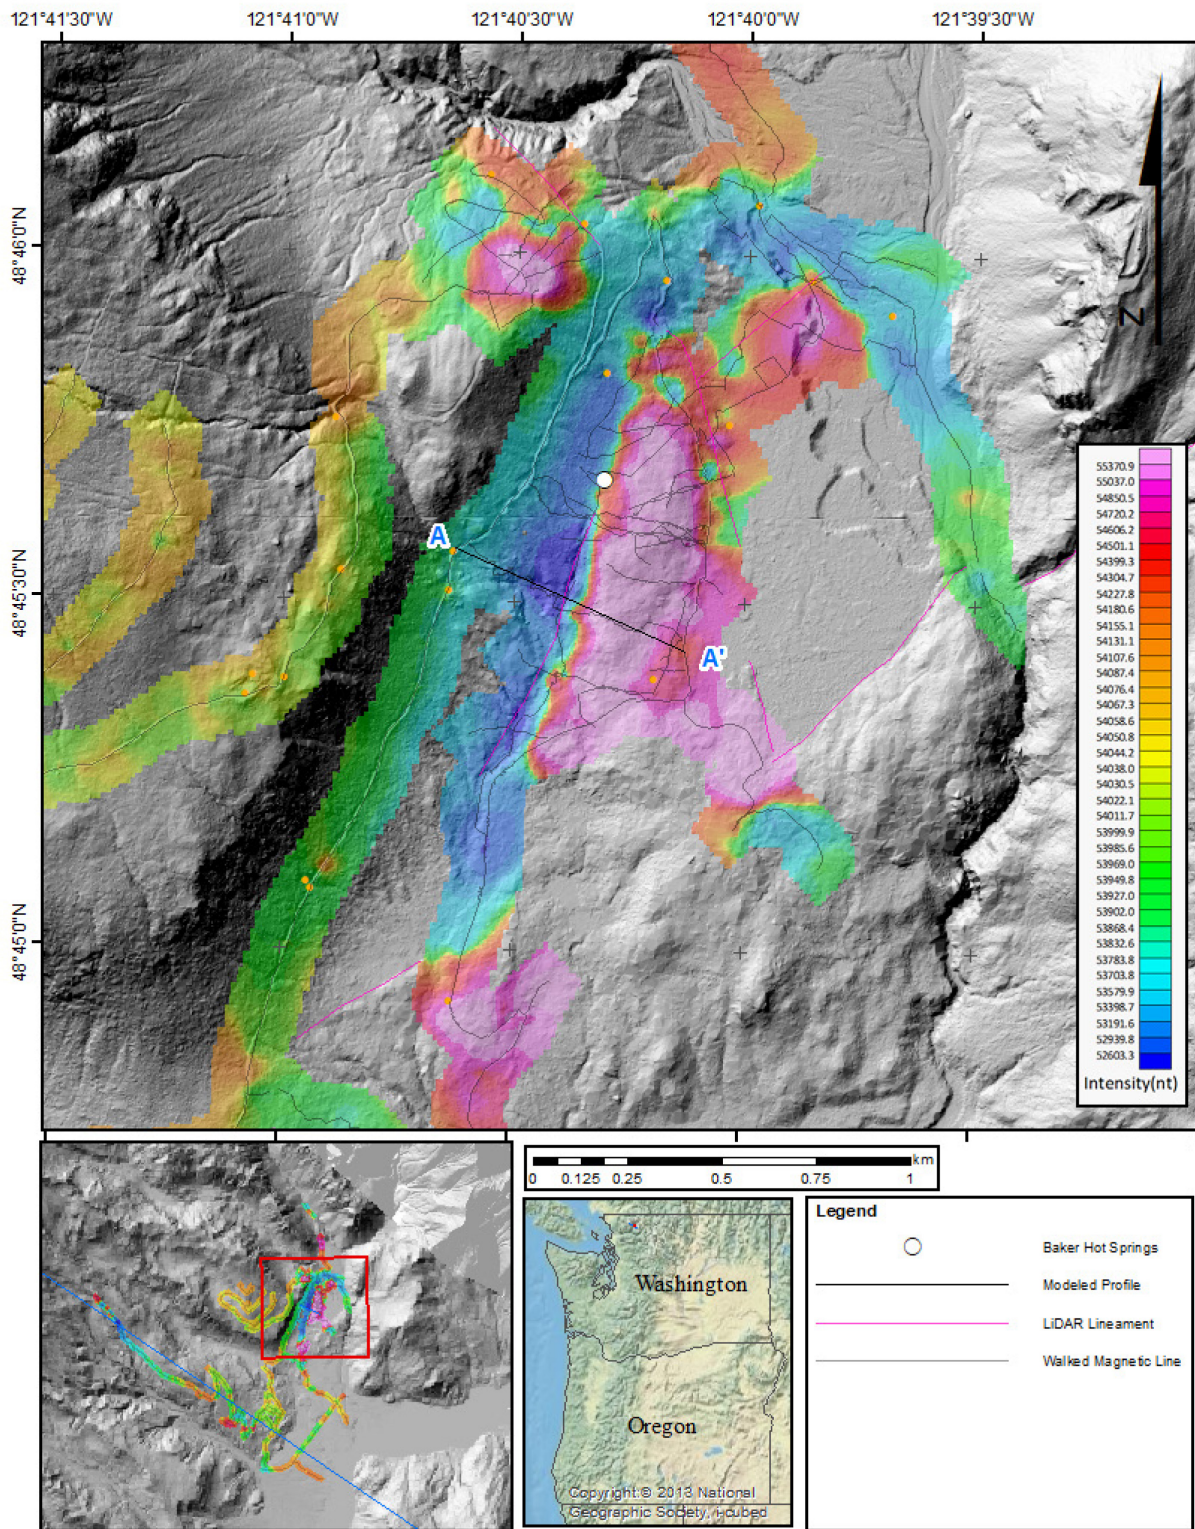 121°41'30"W
121°41'0"W
121°40'30"W
121°40'0"W
121°39'30"W
48°46'0"N
48°45'30"N
48°45'0"N
N
A
A'
55370.9
55037.0
54850.5
54720.2
54606.2
54501.1
54399.3
54304.7
54227.8
54180.6
54155.1
54131.1
54107.6
54087.4
54076.4
54067.3
54058.6
54050.8
54044.2
54038.0
54030.5
54022.1
54011.7
53999.9
53985.6
53969.0
53949.8
53927.0
53902.0
53868.4
53832.6
53783.8
53703.8
53579.9
53398.7
53191.6
52939.8
52603.3
Intensity(nt)
km
0 0.125 0.25 0.5 0.75 1
Washington
Oregon
Copyright:© 2013 National
Geographic Society, i-cubed
Legend
Baker Hot Springs
Modeled Profile
LiDAR Lineament
Walked Magnetic Line